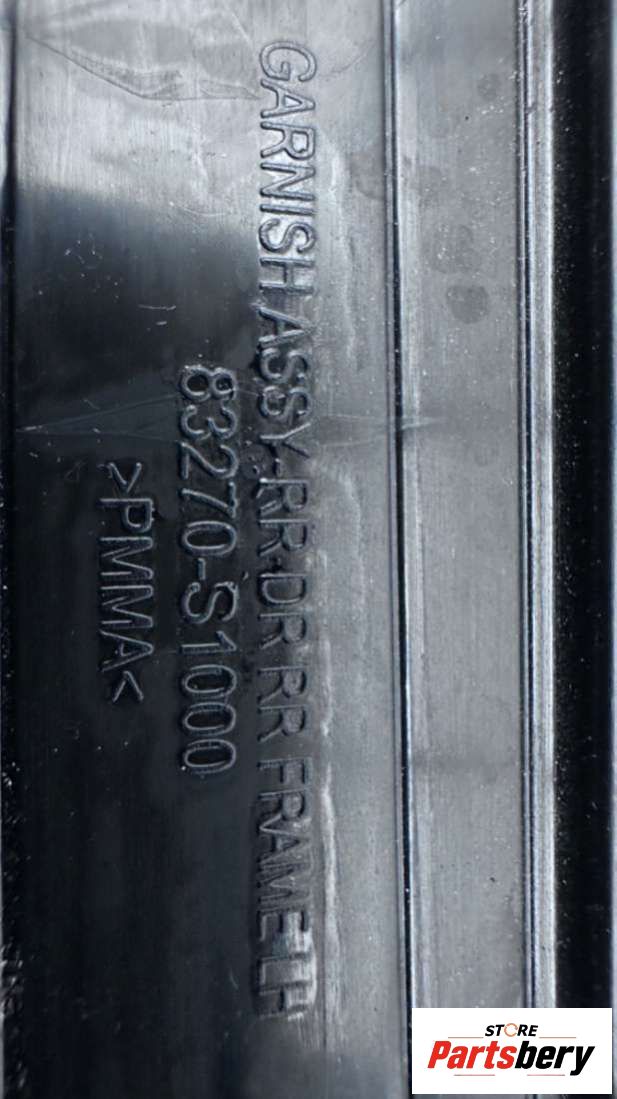 GARNISH ASSY-RR DR RR FRAME LH
83270-S1000
>PMMA<
STORE
Partsbery